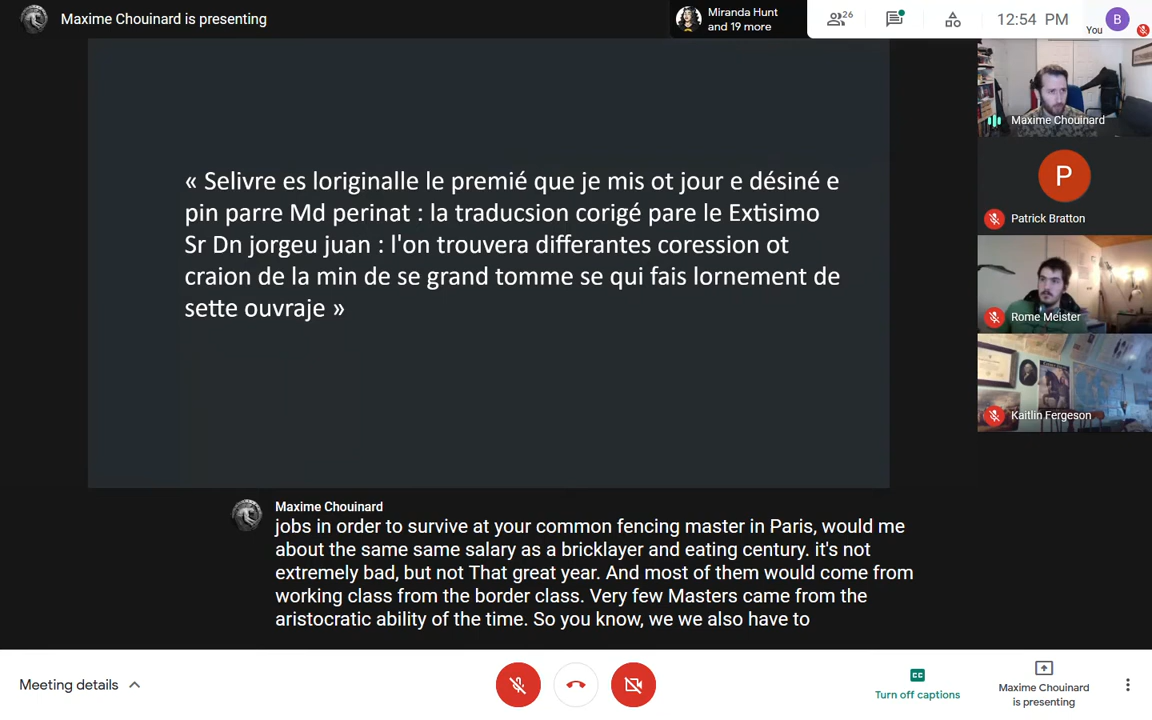 Maxime Chouinard is presenting
Miranda Hunt
and 19 more
26
12:54 PM
You
B
« Selivre es loriginalle le premié que je mis ot jour e désiné e
pin parre Md perinat : la traducsion corigé pare le Extisimo
Sr Dn jorgeu juan : l'on trouvera differantes coression ot
craion de la min de se grand tomme se qui fais lornement de
sette ouvraje »
Maxime Chouinard
P
Patrick Bratton
Rome Meister
Kaitlin Fergeson
Maxime Chouinard
jobs in order to survive at your common fencing master in Paris, would me
about the same same salary as a bricklayer and eating century. it's not
extremely bad, but not That great year. And most of them would come from
working class from the border class. Very few Masters came from the
aristocratic ability of the time. So you know, we we also have to
Meeting details
CC
Turn off captions
Maxime Chouinard
is presenting